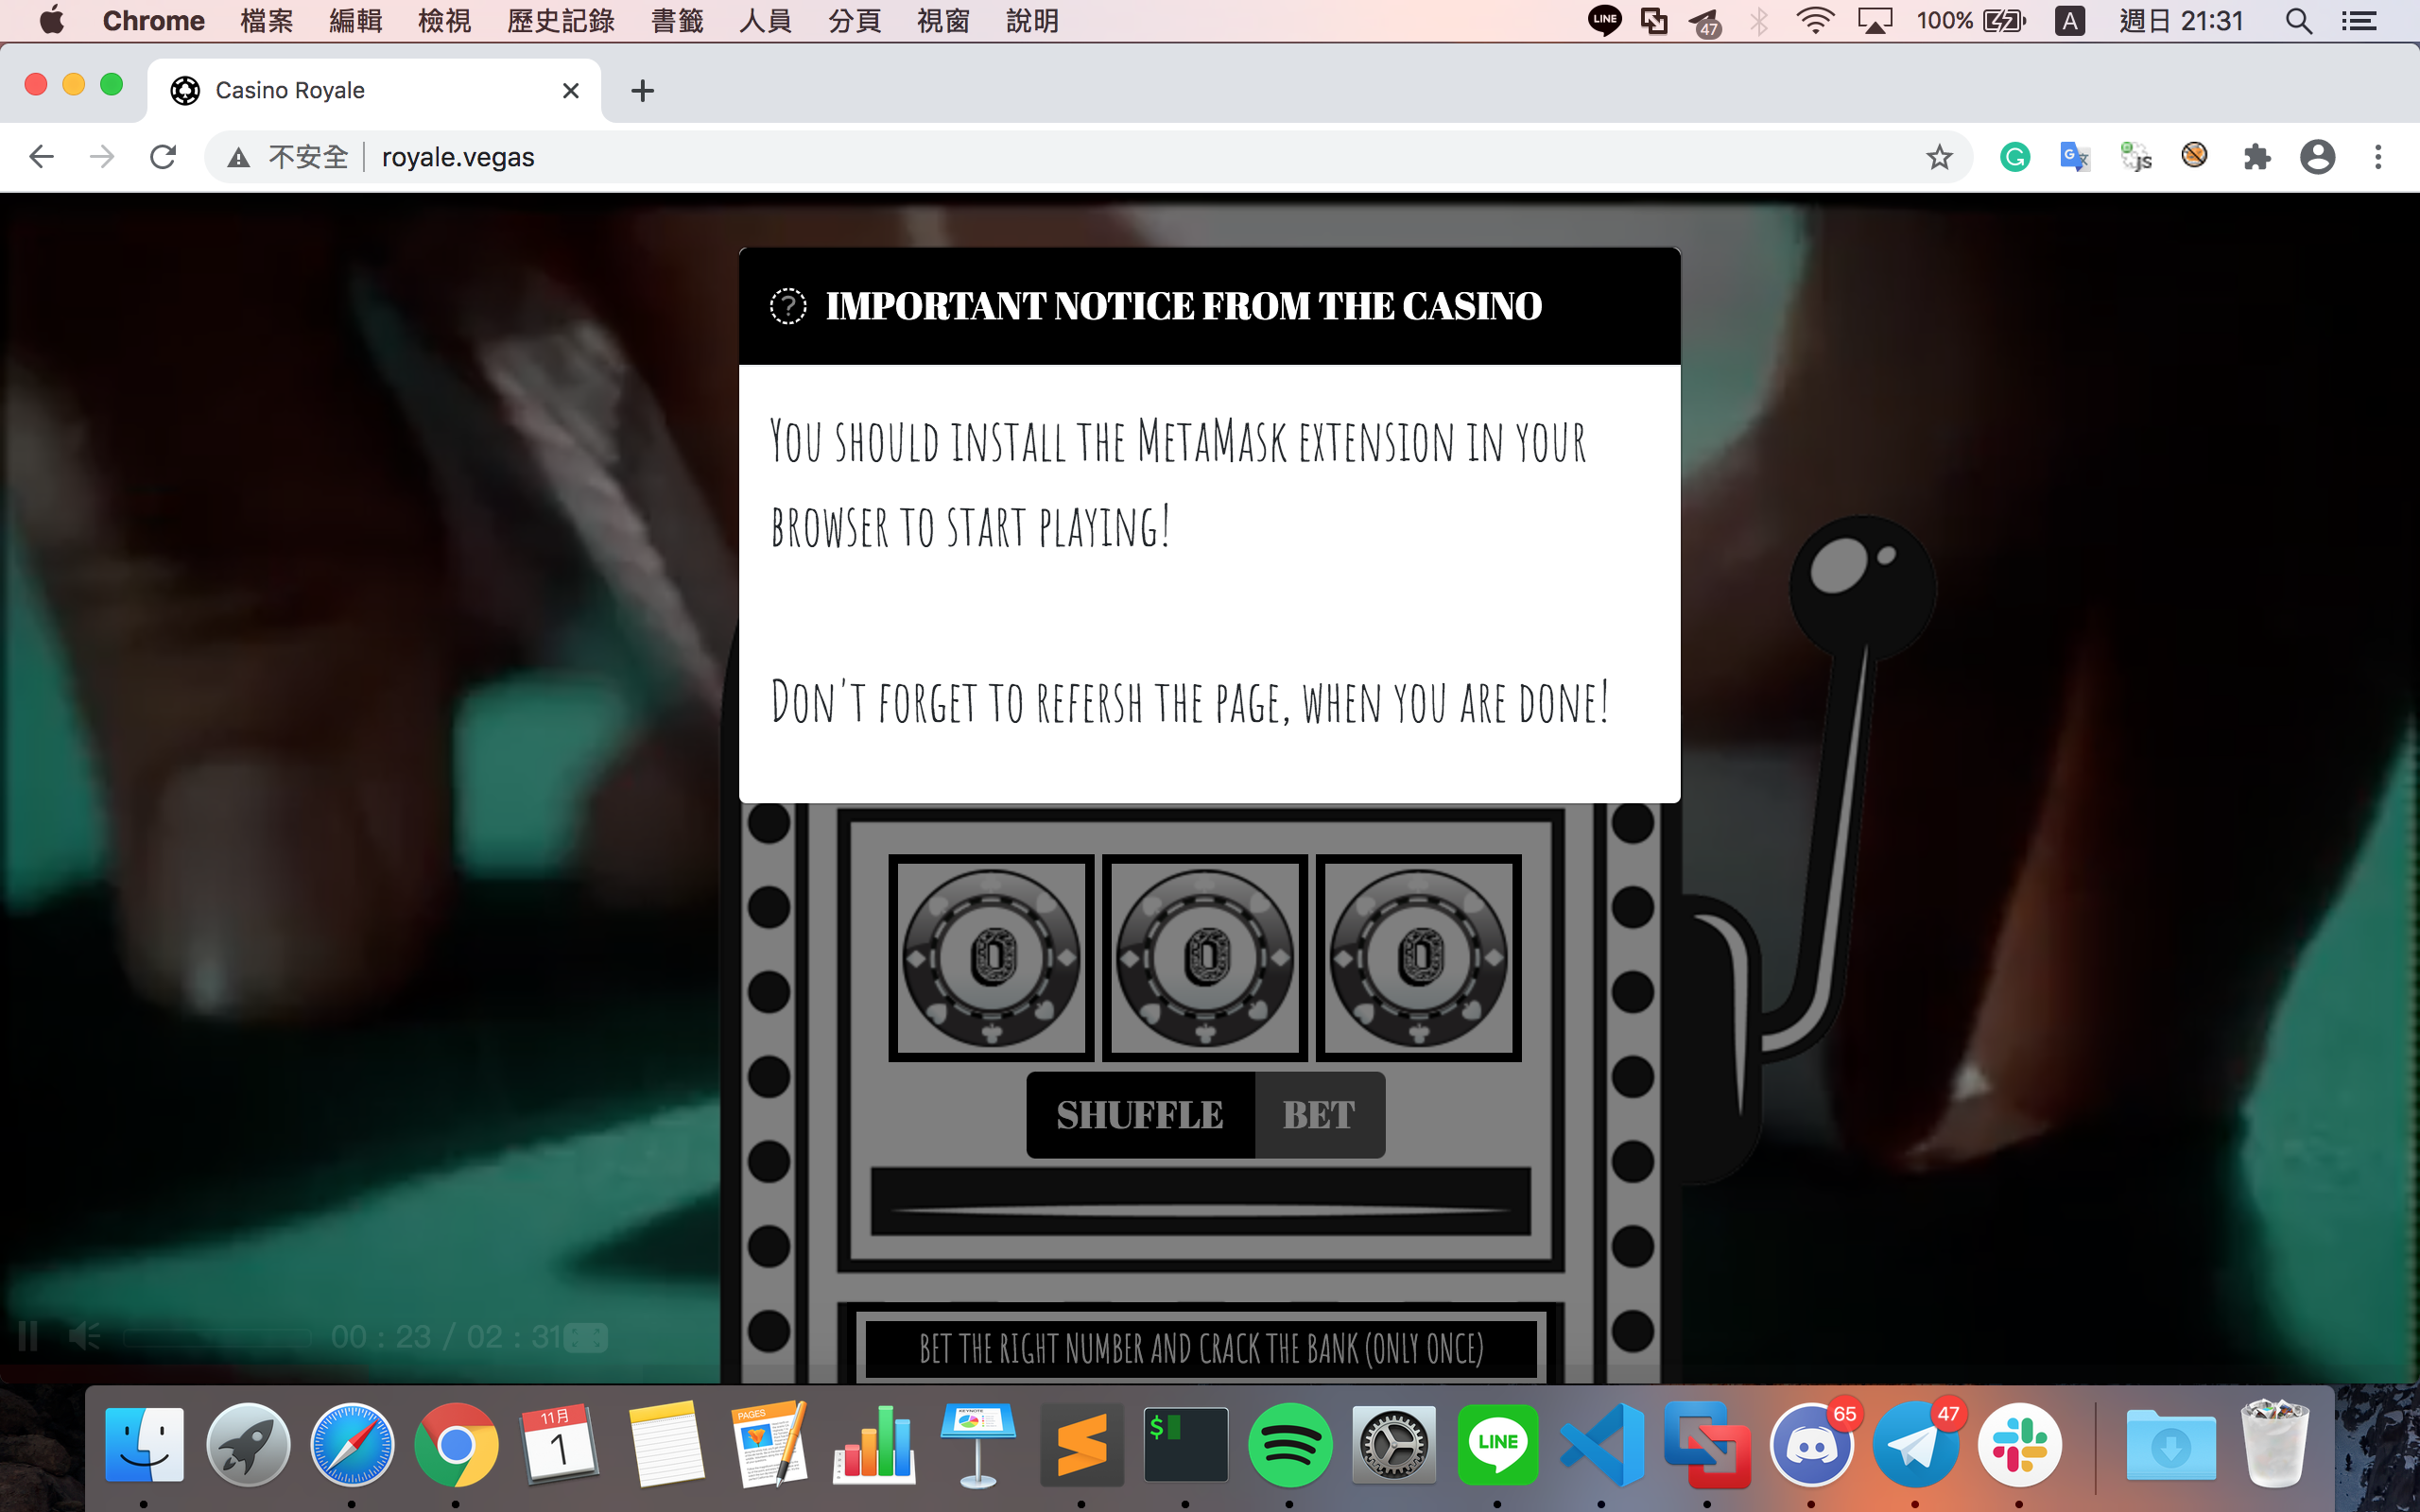 Chrome 檔案 編輯 檢視 歷史記錄 書籤 人員 分頁 視窗 說明 LINE 47 100% A 週日 21:31
Casino Royale
不安全 royale.vegas
IMPORTANT NOTICE FROM THE CASINO
You should install the MetaMask extension in your
browser to start playing!
Don't forget to refersh the page, when you are done!
0 0 0
SHUFFLE BET
00 : 23 / 02 : 31
BET THE RIGHT NUMBER AND CRACK THE BANK (ONLY ONCE)
11月 PAGES KEYNOTE 65 47
1 $ LINE